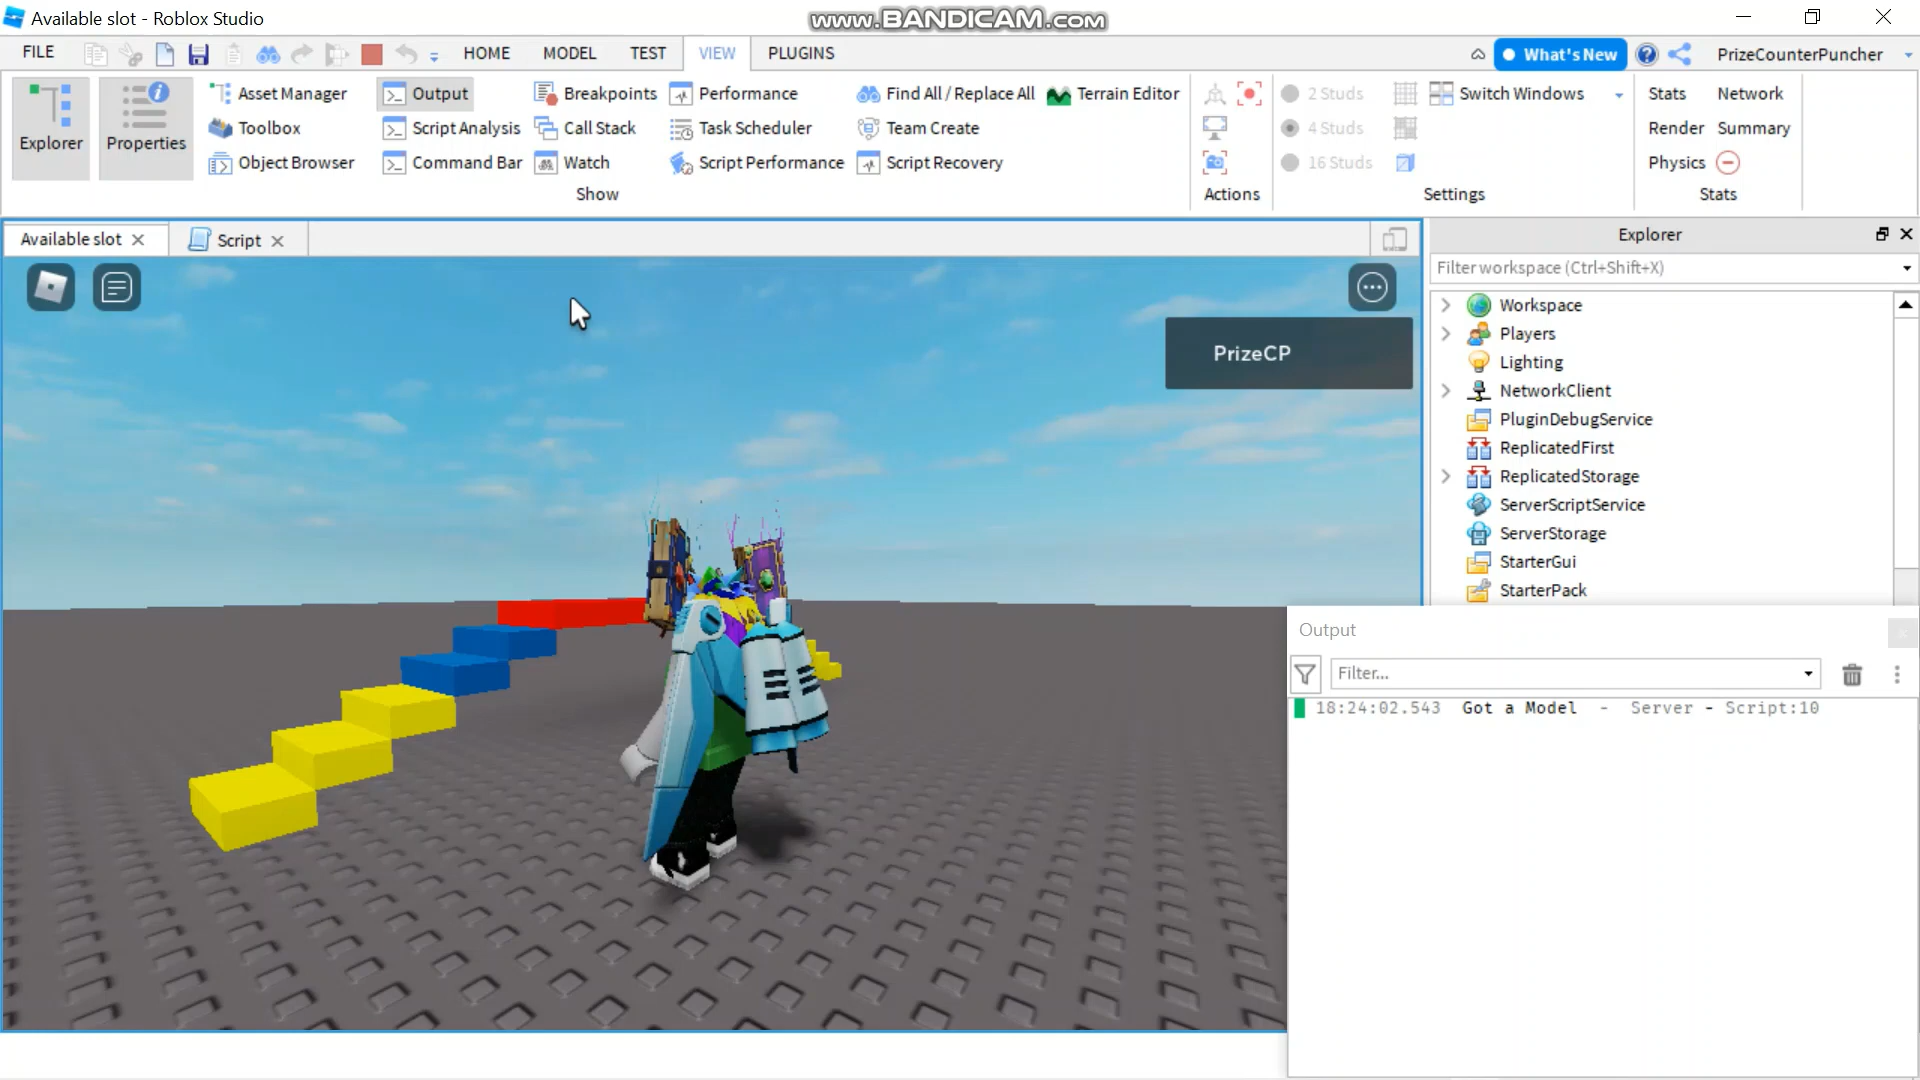 Available slot - Roblox Studio
www.BANDICAM.com
FILE
HOME
MODEL
TEST
VIEW
PLUGINS
What's New
PrizeCounterPuncher
Explorer
Properties
Asset Manager
Toolbox
Object Browser
Output
Script Analysis
Command Bar
Breakpoints
Call Stack
Watch
Performance
Task Scheduler
Script Performance
Find All / Replace All
Team Create
Script Recovery
Terrain Editor
Show
Actions
2 Studs
4 Studs
16 Studs
Switch Windows
Settings
Stats
Network
Render
Summary
Physics
Stats
Available slot
Script
PrizeCP
Explorer
Filter workspace (Ctrl+Shift+X)
Workspace
Players
Lighting
NetworkClient
PluginDebugService
ReplicatedFirst
ReplicatedStorage
ServerScriptService
ServerStorage
StarterGui
StarterPack
Output
Filter...
18:24:02.543 Got a Model - Server - Script:10